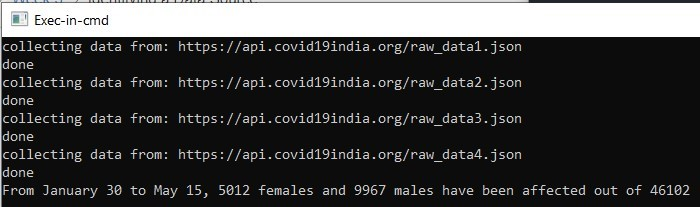 Exec-in-cmd
collecting data from: https://api.covid19india.org/raw_data1.json
done
collecting data from: https://api.covid19india.org/raw_data2.json
done
collecting data from: https://api.covid19india.org/raw_data3.json
done
collecting data from: https://api.covid19india.org/raw_data4.json
done
From January 30 to May 15, 5012 females and 9967 males have been affected out of 46102